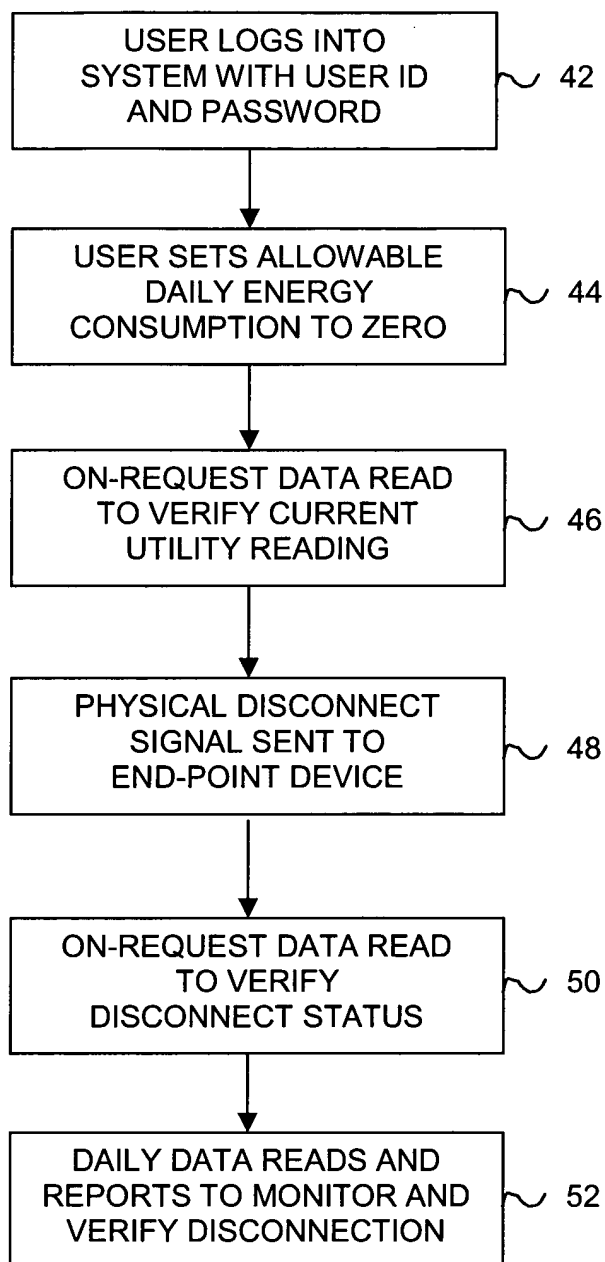 USER LOGS INTO
SYSTEM WITH USER ID
AND PASSWORD
42
USER SETS ALLOWABLE
DAILY ENERGY
CONSUMPTION TO ZERO
44
ON-REQUEST DATA READ
TO VERIFY CURRENT
UTILITY READING
46
PHYSICAL DISCONNECT
SIGNAL SENT TO
END-POINT DEVICE
48
ON-REQUEST DATA READ
TO VERIFY
DISCONNECT STATUS
50
DAILY DATA READS AND
REPORTS TO MONITOR AND
VERIFY DISCONNECTION
52